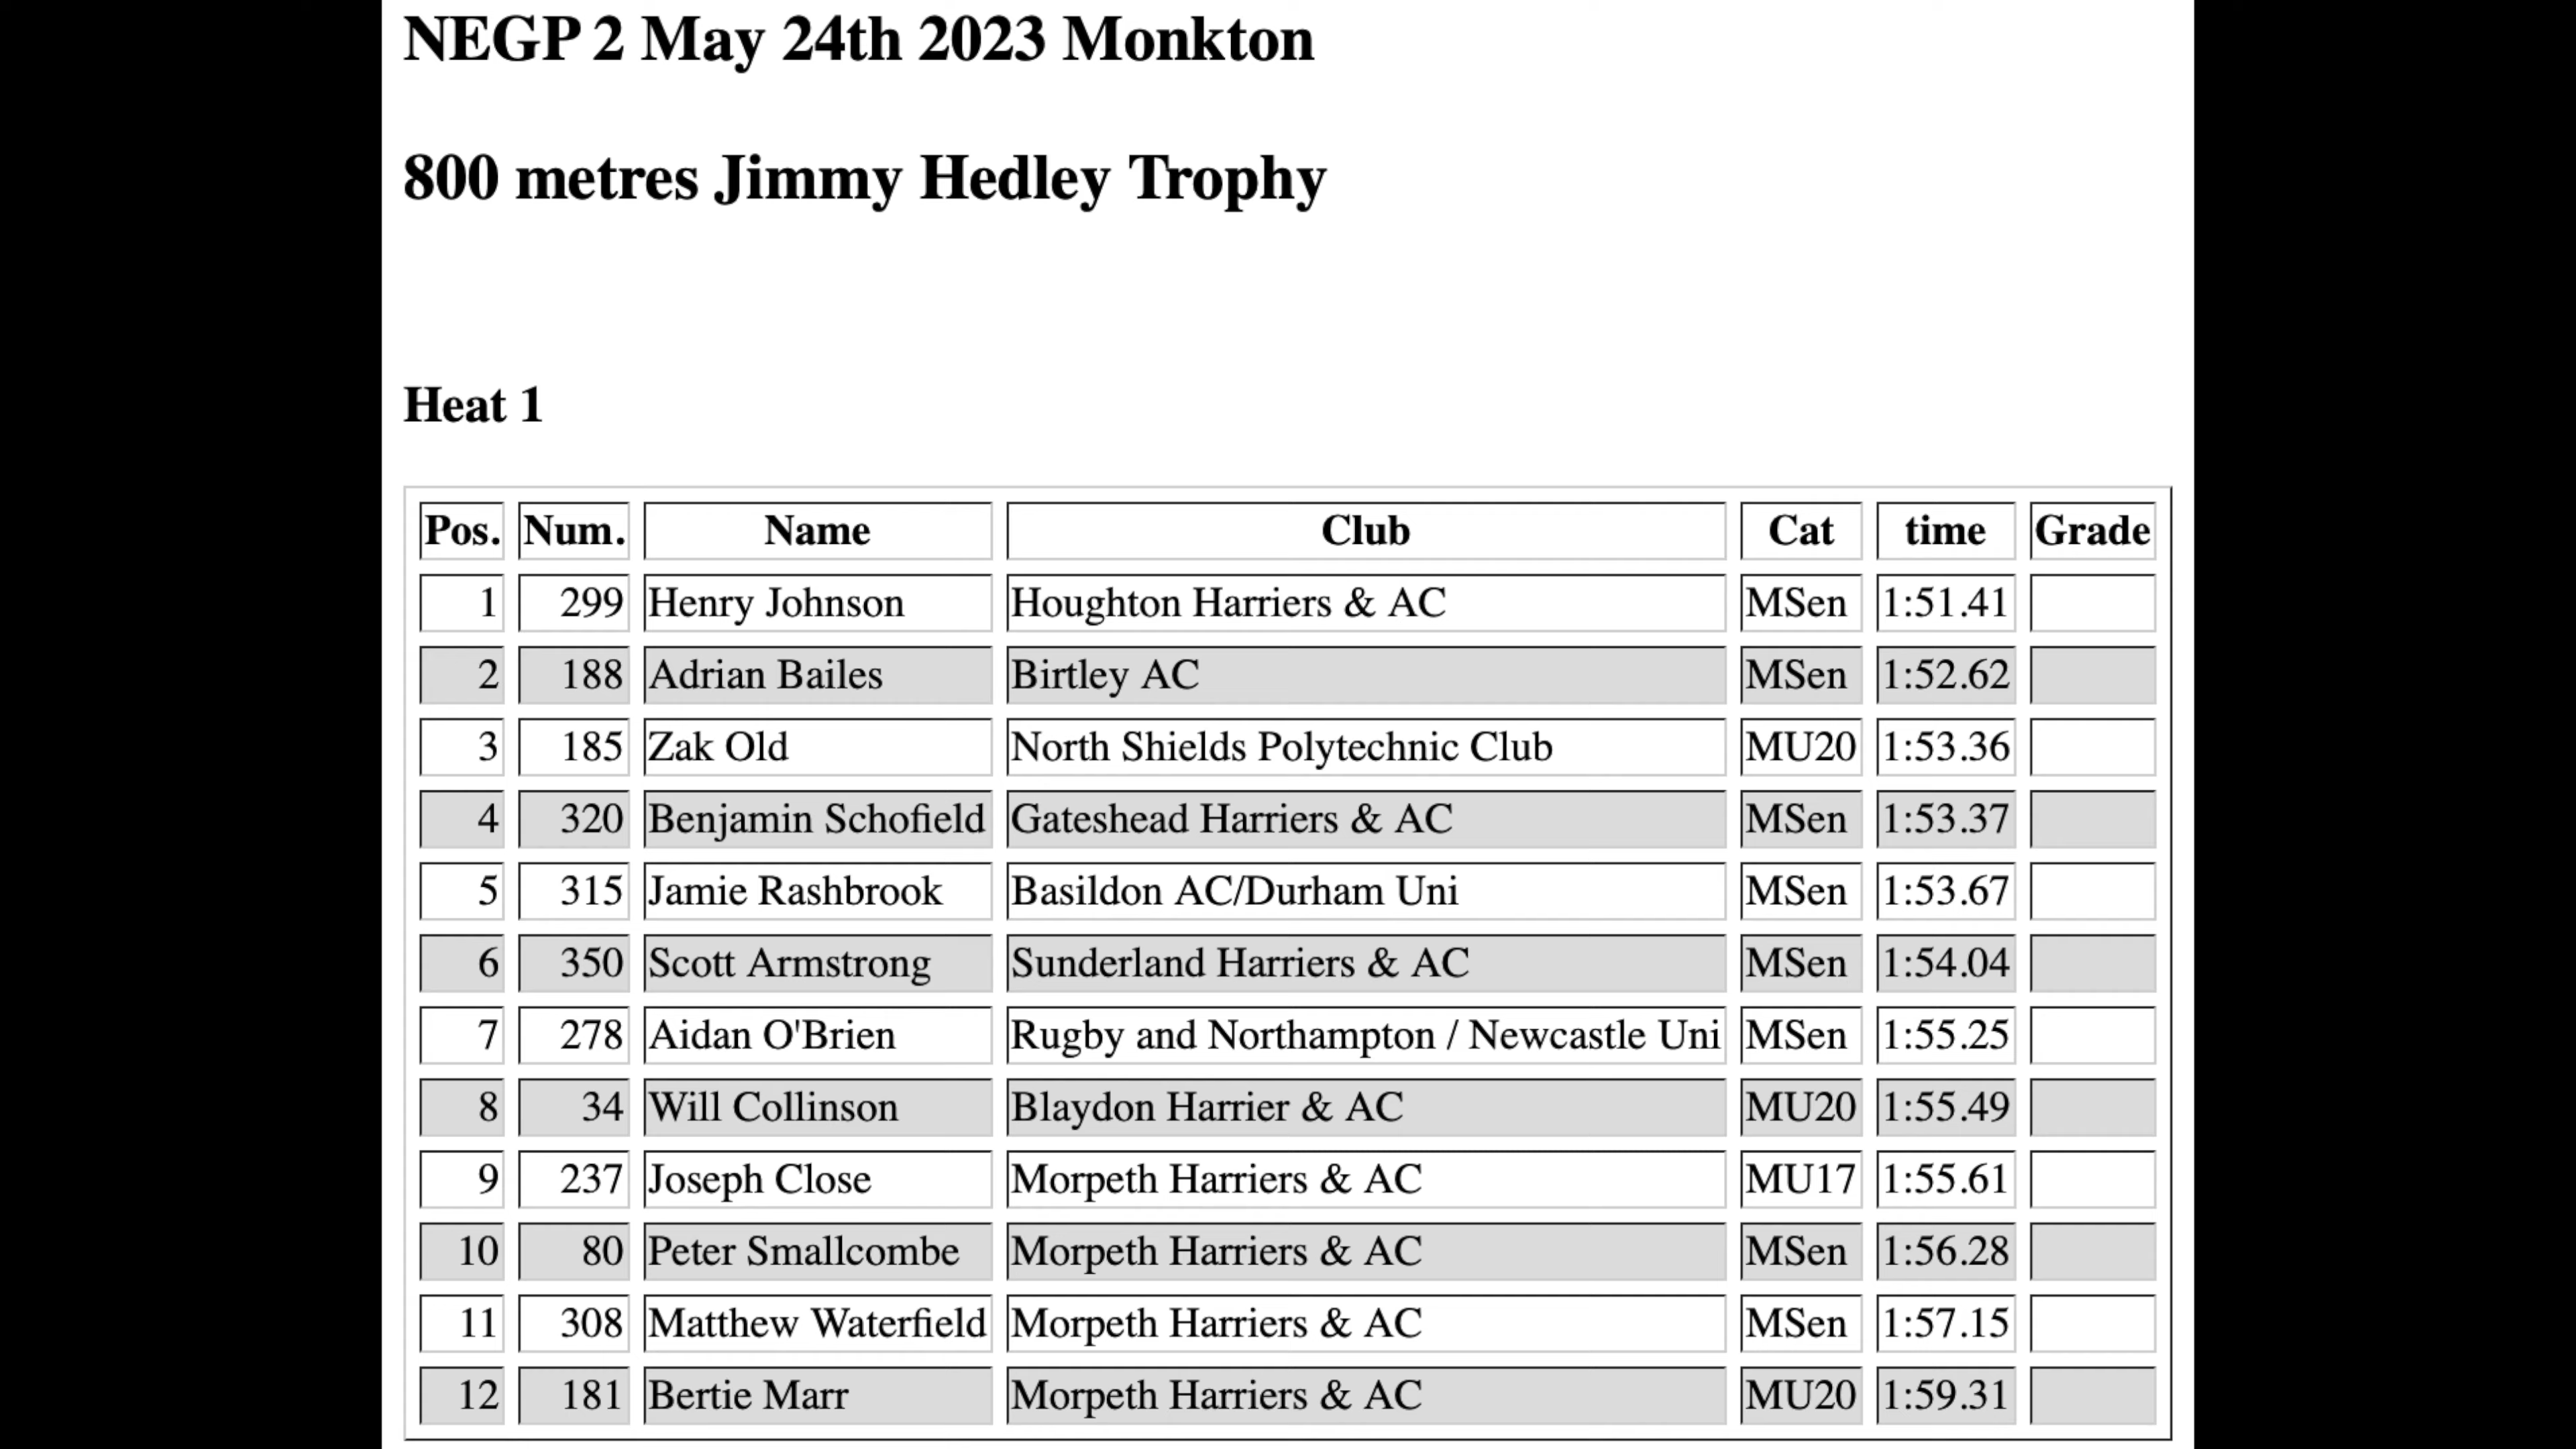 NEGP 2 May 24th 2023 Monkton
800 metres Jimmy Hedley Trophy
Heat 1
Pos. Num. Name Club Cat time Grade
1 299 Henry Johnson Houghton Harriers & AC MSen 1:51.41
2 188 Adrian Bailes Birtley AC MSen 1:52.62
3 185 Zak Old North Shields Polytechnic Club MU20 1:53.36
4 320 Benjamin Schofield Gateshead Harriers & AC MSen 1:53.37
5 315 Jamie Rashbrook Basildon AC/Durham Uni MSen 1:53.67
6 350 Scott Armstrong Sunderland Harriers & AC MSen 1:54.04
7 278 Aidan O'Brien Rugby and Northampton / Newcastle Uni MSen 1:55.25
8 34 Will Collinson Blaydon Harrier & AC MU20 1:55.49
9 237 Joseph Close Morpeth Harriers & AC MU17 1:55.61
10 80 Peter Smallcombe Morpeth Harriers & AC MSen 1:56.28
11 308 Matthew Waterfield Morpeth Harriers & AC MSen 1:57.15
12 181 Bertie Marr Morpeth Harriers & AC MU20 1:59.31